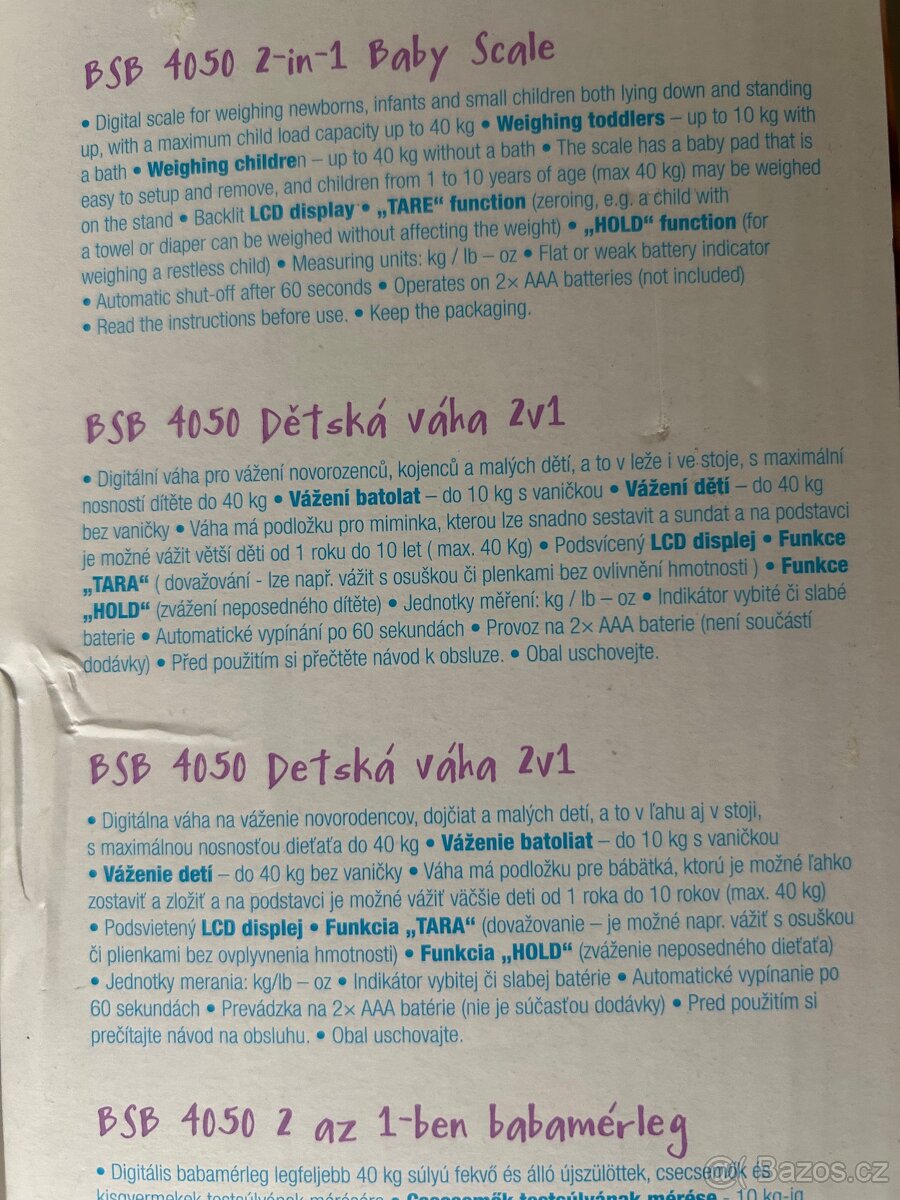 BSB 4050 2-in-1 Baby Scale
• Digital scale for weighing newborns, infants and small children both lying down and standing
up, with a maximum child load capacity up to 40 kg • Weighing toddlers – up to 10 kg with
a bath • Weighing children – up to 40 kg without a bath • The scale has a baby pad that is
easy to setup and remove, and children from 1 to 10 years of age (max 40 kg) may be weighed
on the stand • Backlit LCD display • „TARE“ function (zeroing, e.g. a child with
a towel or diaper can be weighed without affecting the weight) • „HOLD“ function (for
weighing a restless child) • Measuring units: kg / lb – oz • Flat or weak battery indicator
• Automatic shut-off after 60 seconds • Operates on 2× AAA batteries (not included)
• Read the instructions before use. • Keep the packaging.
BSB 4050 Dětská váha 2v1
• Digitální váha pro vážení novorozenců, kojenců a malých dětí, a to v leže i ve stoje, s maximální
nosností dítěte do 40 kg • Vážení batolat – do 10 kg s vaničkou • Vážení dětí – do 40 kg
bez vaničky • Váha má podložku pro miminka, kterou lze snadno sestavit a sundat a na podstavci
je možné vážit větší děti od 1 roku do 10 let ( max. 40 Kg) • Podsvícený LCD displej • Funkce
„TARA“ ( dovažování - lze např. vážit s osuškou či plenkami bez ovlivnění hmotnosti ) • Funkce
„HOLD“ (zvážení neposedného dítěte) • Jednotky měření: kg / lb – oz • Indikátor vybité či slabé
baterie • Automatické vypínání po 60 sekundách • Provoz na 2× AAA baterie (není součástí
dodávky) • Před použitím si přečtěte návod k obsluze. • Obal uschovejte.
BSB 4050 Detská váha 2v1
• Digitálna váha na váženie novorodencov, dojčiat a malých detí, a to v ľahu aj v stoji,
s maximálnou nosnosťou dieťaťa do 40 kg • Váženie batoliat – do 10 kg s vaničkou
• Váženie detí – do 40 kg bez vaničky • Váha má podložku pre bábätká, ktorú je možné ľahko
zostaviť a zložiť a na podstavci je možné vážiť väčšie deti od 1 roka do 10 rokov (max. 40 kg)
• Podsvietený LCD displej • Funkcia „TARA“ (dovažovanie – je možné napr. vážiť s osuškou
či plienkami bez ovplyvnenia hmotnosti) • Funkcia „HOLD“ (zváženie neposedného dieťaťa)
• Jednotky merania: kg/lb – oz • Indikátor vybitej či slabej batérie • Automatické vypínanie po
60 sekundách • Prevádzka na 2× AAA batérie (nie je súčasťou dodávky) • Pred použitím si
prečítajte návod na obsluhu. • Obal uschovajte.
BSB 4050 2 az 1-ben babamérleg
• Digitális babamérleg legfeljebb 40 kg súlyú fekvő és álló újszülöttek, csecsemők és
kisgyermekek testsúlyának mérésére • Csecsemők testsúlyának mérése - 10 kg-ig
Bazos.cz